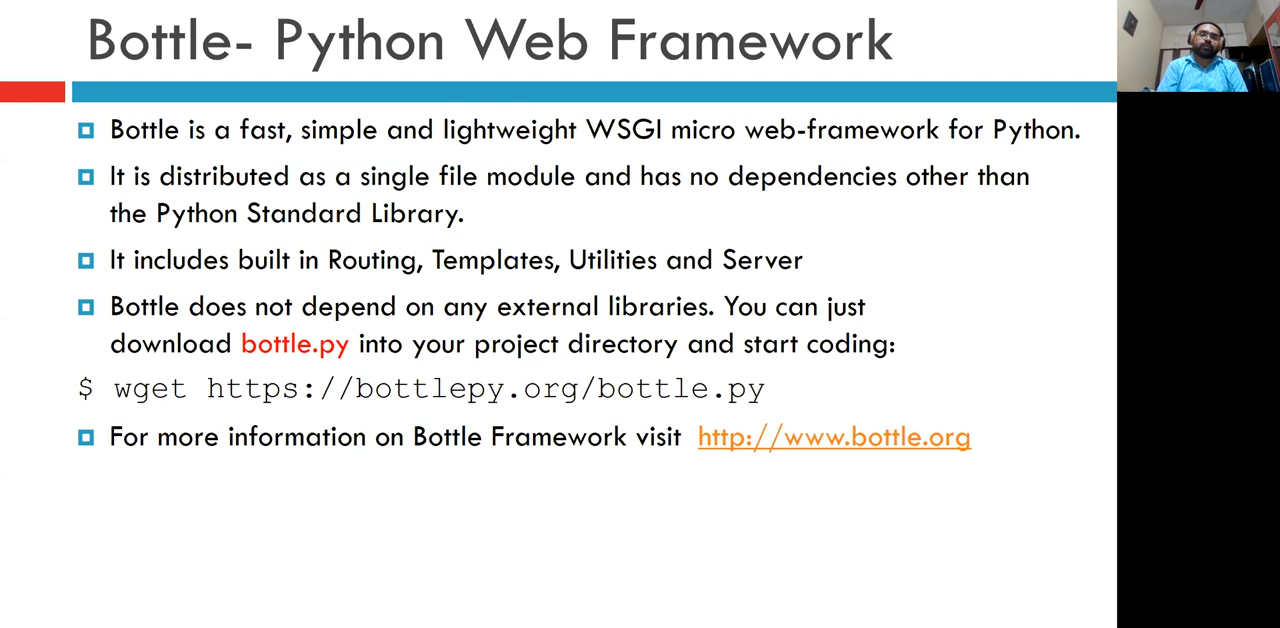 Bottle- Python Web Framework
Bottle is a fast, simple and lightweight WSGI micro web-framework for Python.
It is distributed as a single file module and has no dependencies other than
the Python Standard Library.
It includes built in Routing, Templates, Utilities and Server
Bottle does not depend on any external libraries. You can just
download bottle.py into your project directory and start coding:
$ wget https://bottlepy.org/bottle.py
For more information on Bottle Framework visit http://www.bottle.org